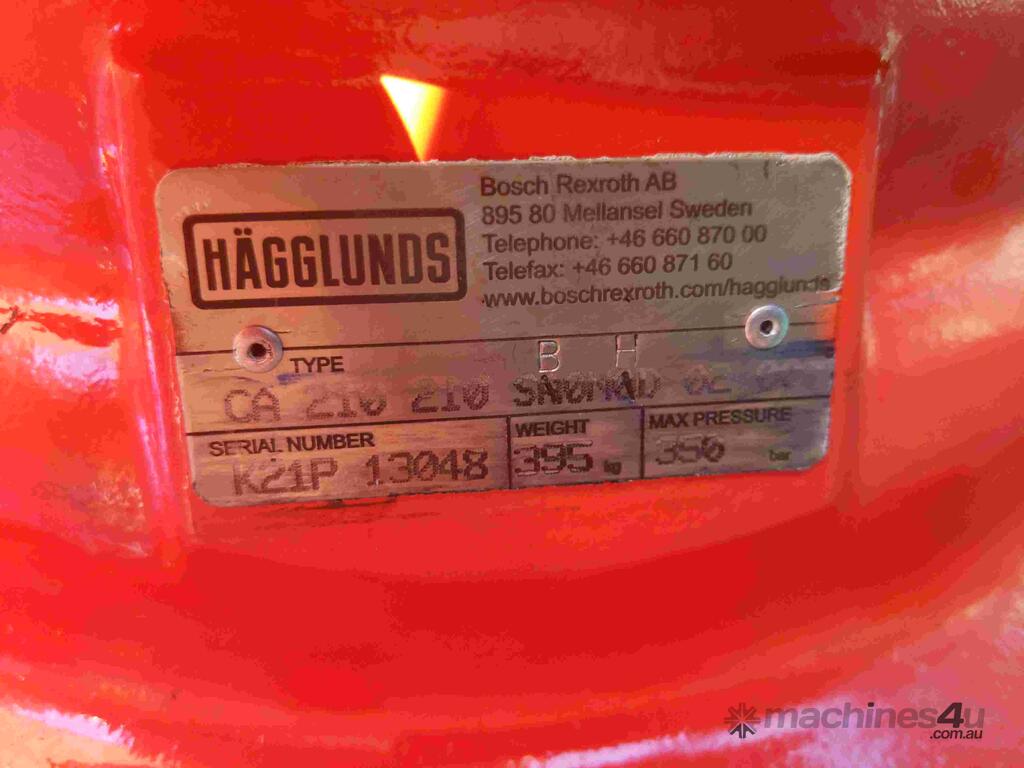 HÄGGLUNDS
Bosch Rexroth AB
895 80 Mellansel Sweden
Telephone: +46 660 870 00
Telefax: +46 660 871 60
www.boschrexroth.com/hagglunds
TYPE
B H
CA 210 210
SERIAL NUMBER
K21P 13048
WEIGHT
395 kg
MAX PRESSURE
350 bar
machines4u
.com.au